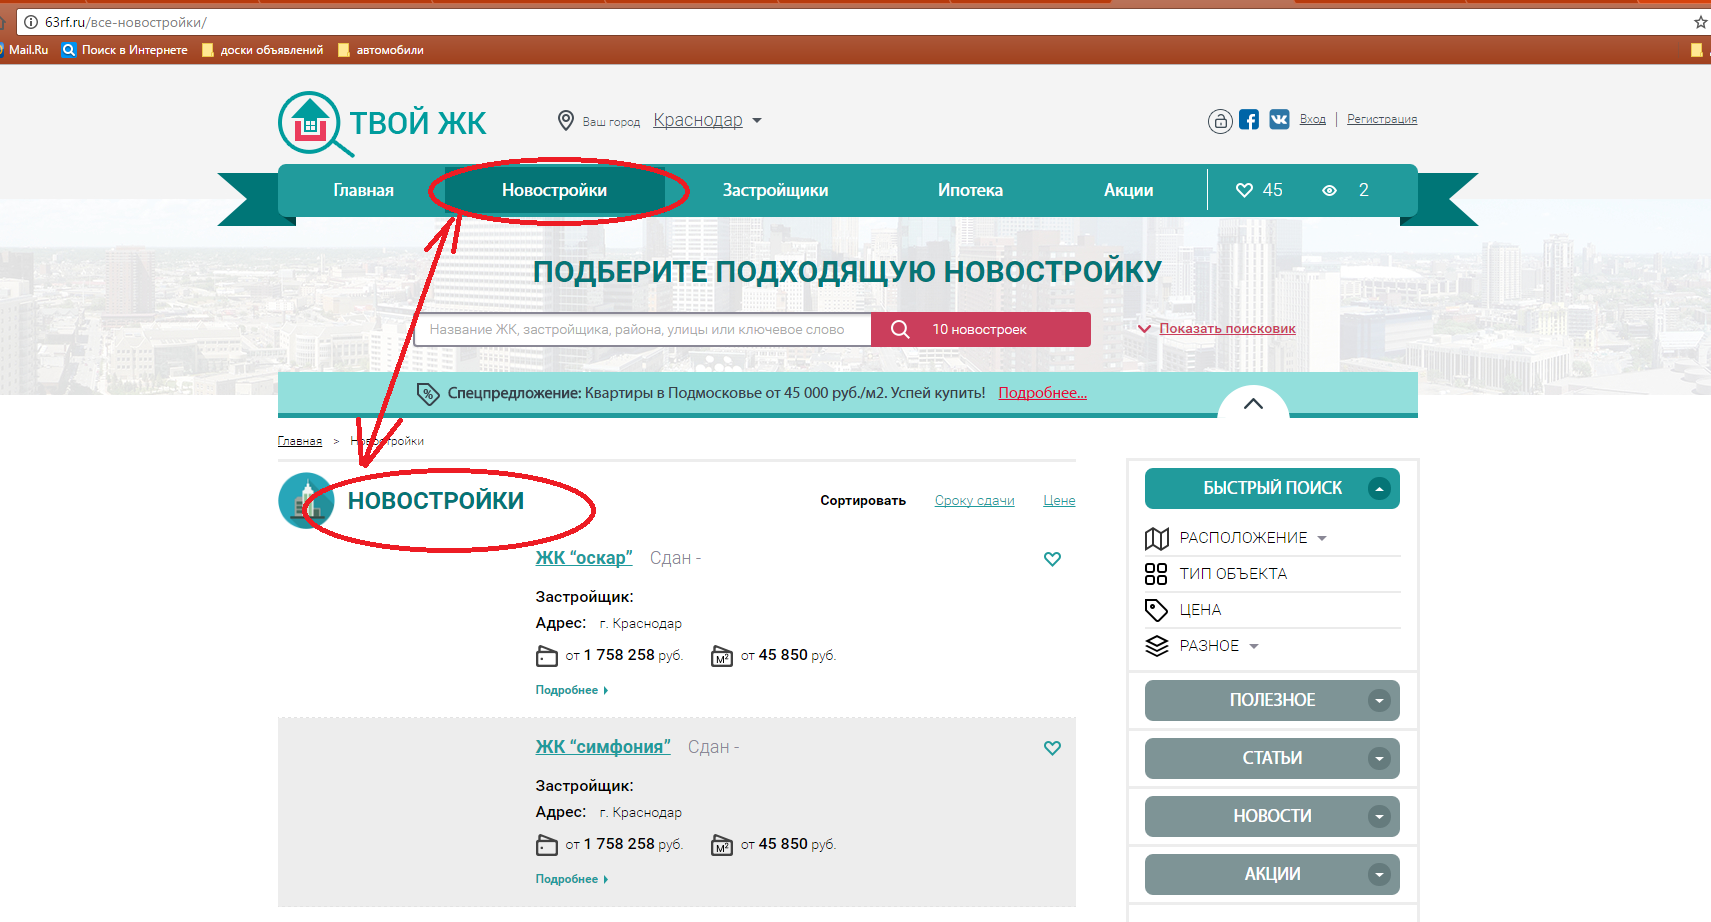 63rf.ru/все-новостройки/
Mail.Ru Поиск в Интернете доски объявлений автомобили
ТВОЙ ЖК Ваш город Краснодар Вход Регистрация
Главная Новостройки Застройщики Ипотека Акции 45 2
ПОДБЕРИТЕ ПОДХОДЯЩУЮ НОВОСТРОЙКУ
Название ЖК, застройщика, района, улицы или ключевое слово 10 новостроек Показать поисковик
% Спецпредложение: Квартиры в Подмосковье от 45 000 руб./м2. Успей купить! Подробнее...
Главная > Новостройки
НОВОСТРОЙКИ Сортировать Сроку сдачи Цене
ЖК “оскар” Сдан -
Застройщик:
Адрес: г. Краснодар
от 1 758 258 руб. М² от 45 850 руб.
Подробнее
ЖК “симфония” Сдан -
Застройщик:
Адрес: г. Краснодар
от 1 758 258 руб. М² от 45 850 руб.
Подробнее
БЫСТРЫЙ ПОИСК
РАСПОЛОЖЕНИЕ
ТИП ОБЪЕКТА
ЦЕНА
РАЗНОЕ
ПОЛЕЗНОЕ
СТАТЬИ
НОВОСТИ
АКЦИИ